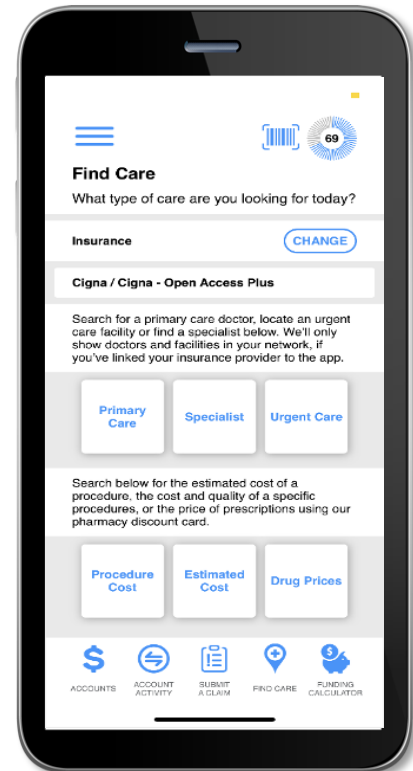 69
Find Care
What type of care are you looking for today?
Insurance
CHANGE
Cigna / Cigna - Open Access Plus
Search for a primary care doctor, locate an urgent
care facility or find a specialist below. We'll only
show doctors and facilities in your network, if
you've linked your insurance provider to the app.
Primary
Care
Specialist
Urgent Care
Search below for the estimated cost of a
procedure, the cost and quality of a specific
procedures, or the price of prescriptions using our
pharmacy discount card.
Procedure
Cost
Estimated
Cost
Drug Prices
ACCOUNTS
ACCOUNT
ACTIVITY
SUBMIT
A CLAIM
FIND CARE
FUNDING
CALCULATOR